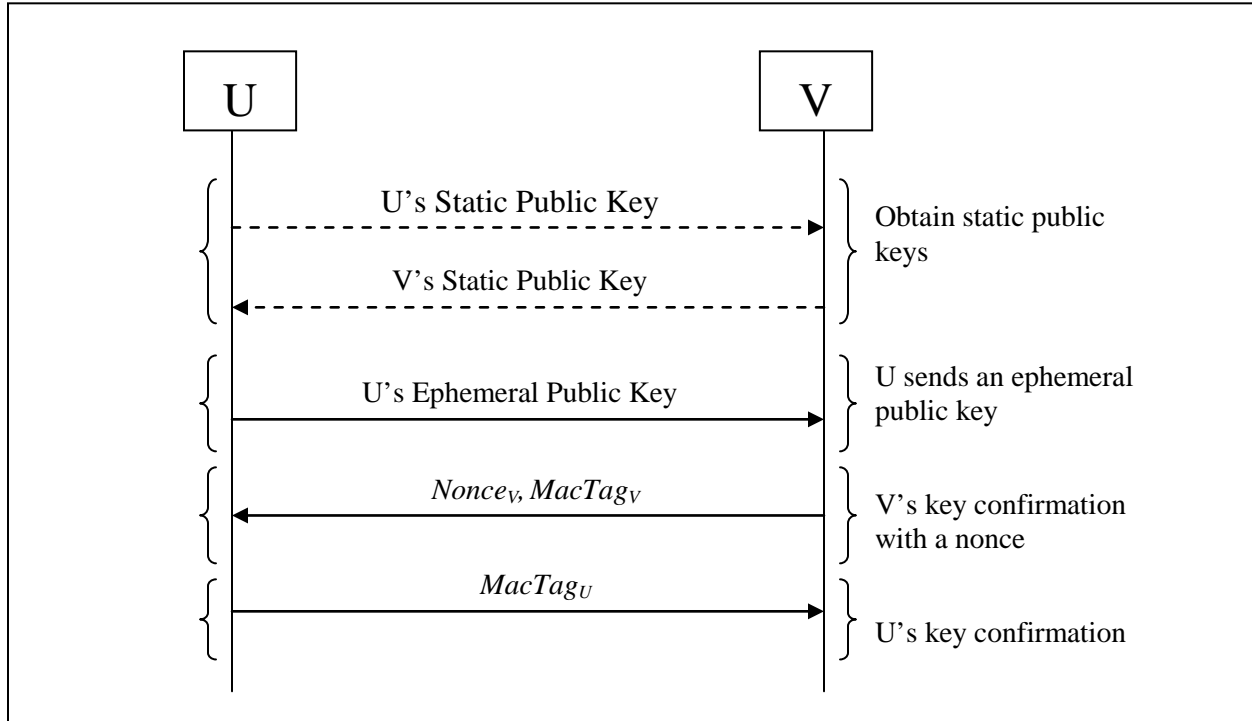 U
V
U’s Static Public Key
V’s Static Public Key
Obtain static public
keys
U’s Ephemeral Public Key
U sends an ephemeral
public key
NonceV, MacTagV
V’s key confirmation
with a nonce
MacTagU
U’s key confirmation